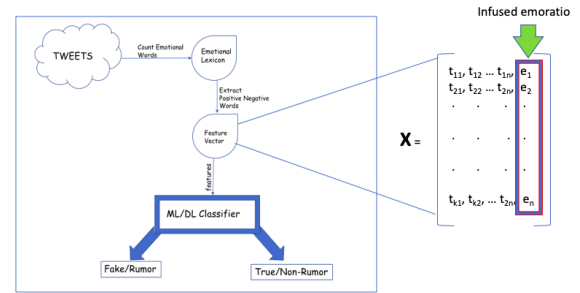 Infused emoratio
TWEETS
Count Emotional
Words
Emotional
Lexicon
Extract
Positive Negative
Words
Feature
Vector
features
ML/DL Classifier
Fake/Rumor
True/Non-Rumor
X =
t11, t12 ... t1n, e1
t21, t22 ... t2n, e2
. . . .
. . . .
. . . .
tk1, tk2, ... t2n, en